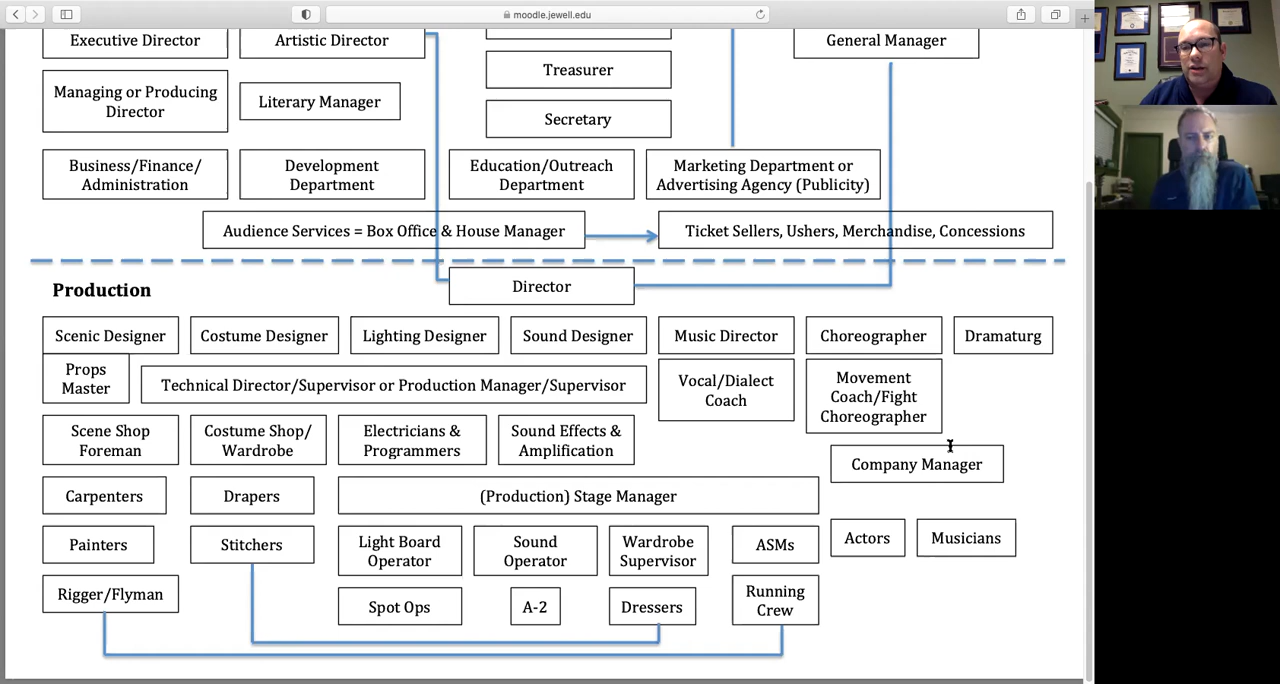 moodle.jewell.edu
Executive Director
Artistic Director
General Manager
Treasurer
Managing or Producing
Director
Literary Manager
Secretary
Business/Finance/
Administration
Development
Department
Education/Outreach
Department
Marketing Department or
Advertising Agency (Publicity)
Audience Services = Box Office & House Manager
Ticket Sellers, Ushers, Merchandise, Concessions
Production
Director
Scenic Designer
Costume Designer
Lighting Designer
Sound Designer
Music Director
Choreographer
Dramaturg
Props
Master
Technical Director/Supervisor or Production Manager/Supervisor
Vocal/Dialect
Coach
Movement
Coach/Fight
Choreographer
Scene Shop
Foreman
Costume Shop/
Wardrobe
Electricians &
Programmers
Sound Effects &
Amplification
Company Manager
Carpenters
Drapers
(Production) Stage Manager
Painters
Stitchers
Light Board
Operator
Sound
Operator
Wardrobe
Supervisor
ASMs
Actors
Musicians
Rigger/Flyman
Spot Ops
A-2
Dressers
Running
Crew